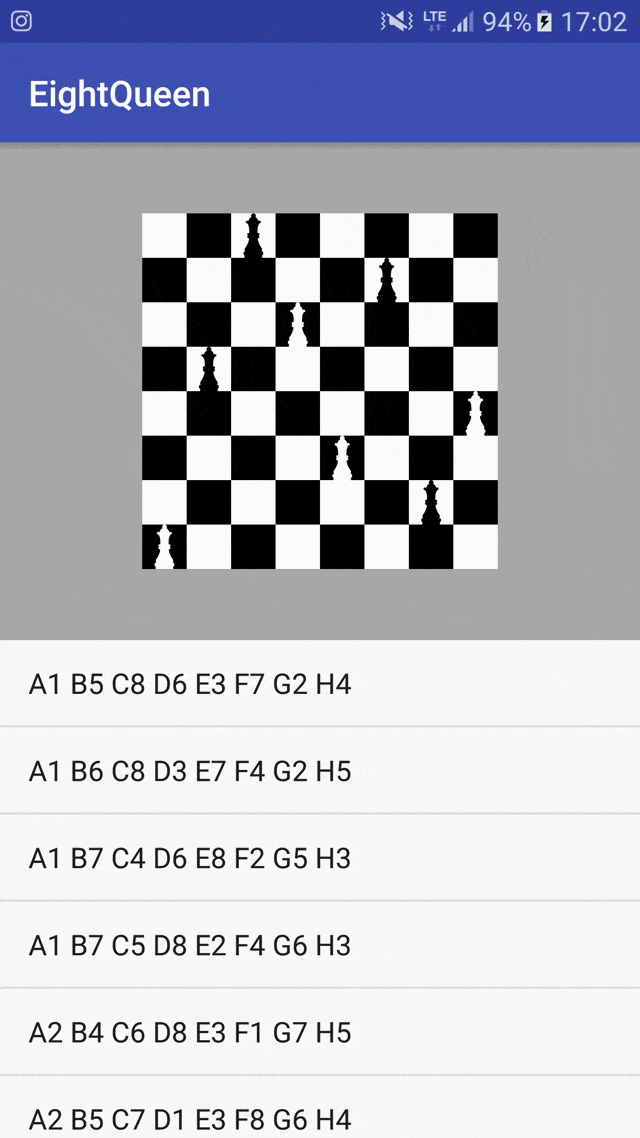 LTE 94% 17:02
EightQueen
A1 B5 C8 D6 E3 F7 G2 H4
A1 B6 C8 D3 E7 F4 G2 H5
A1 B7 C4 D6 E8 F2 G5 H3
A1 B7 C5 D8 E2 F4 G6 H3
A2 B4 C6 D8 E3 F1 G7 H5
A2 B5 C7 D1 E3 F8 G6 H4